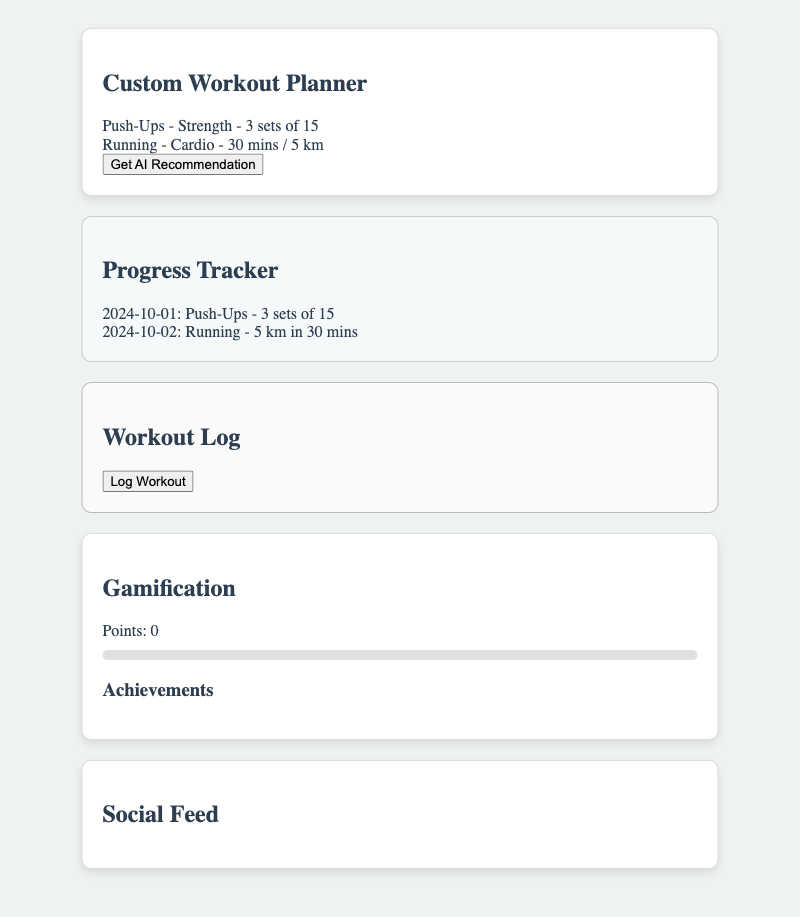 Custom Workout Planner
Push-Ups - Strength - 3 sets of 15
Running - Cardio - 30 mins / 5 km
Get AI Recommendation
Progress Tracker
2024-10-01: Push-Ups - 3 sets of 15
2024-10-02: Running - 5 km in 30 mins
Workout Log
Log Workout
Gamification
Points: 0
Achievements
Social Feed